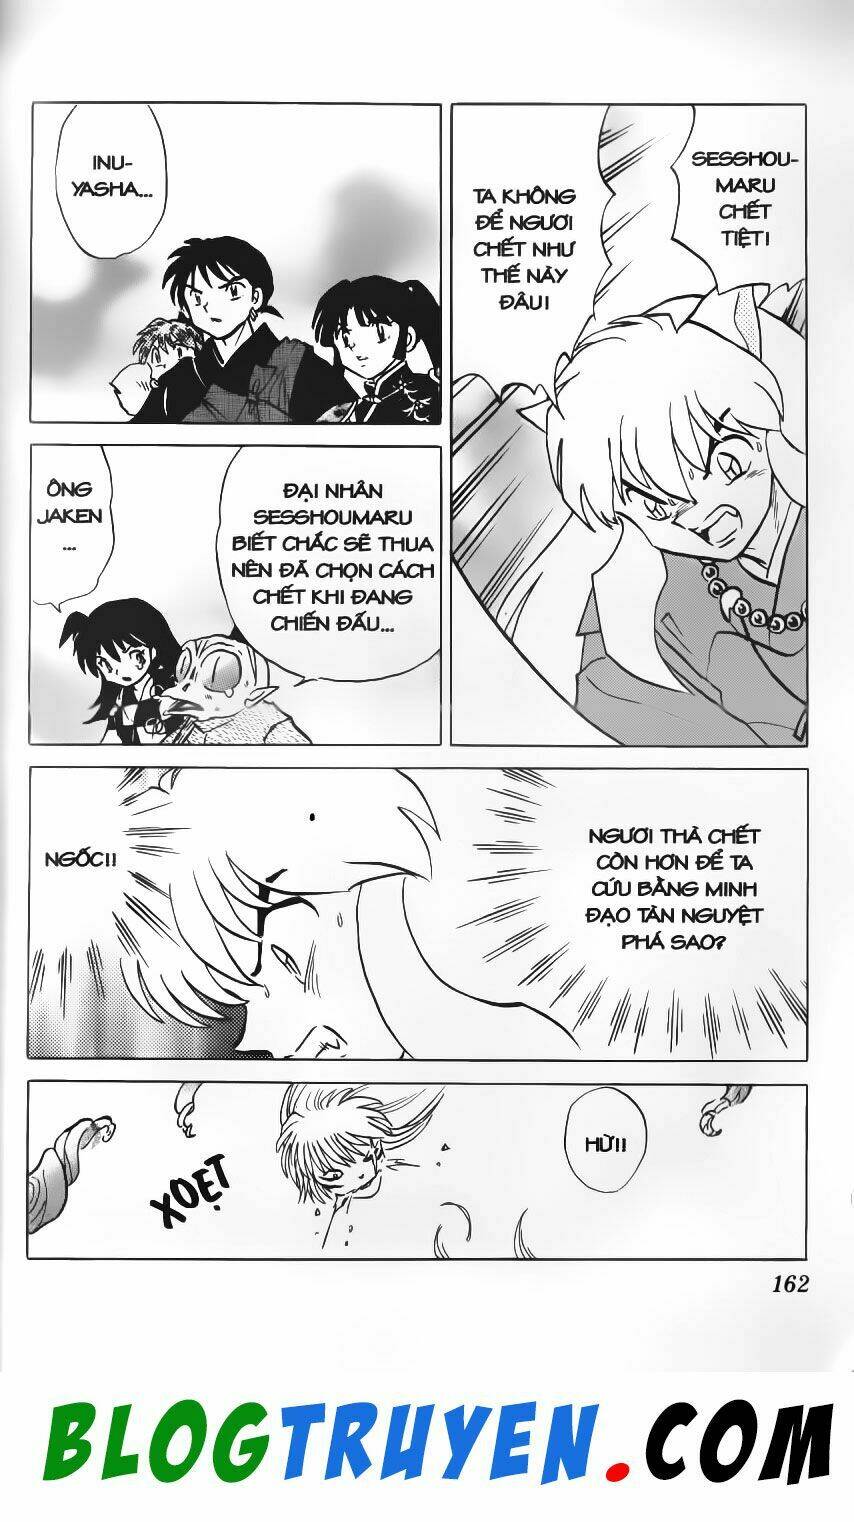 SESSHOU-
MARU
CHẾT
TIỆT!
TA KHÔNG
ĐỂ NGƯƠI
CHẾT NHƯ
THẾ NÀY
ĐÂU!
INU-
YASHA...
ĐẠI NHÂN
SESSHOUMARU
BIẾT CHẮC SẼ THUA
NÊN ĐÃ CHỌN CÁCH
CHẾT KHI ĐANG
CHIẾN ĐẤU...
ÔNG
JAKEN
...
NGƯƠI THÀ CHẾT
CÒN HƠN ĐỂ TA
CỨU BẰNG MINH
ĐẠO TÀN NGUYỆT
PHÁ SAO?
NGỐC!!
HỪ!!
XOẸT
162
BLOGTRUYEN.COM